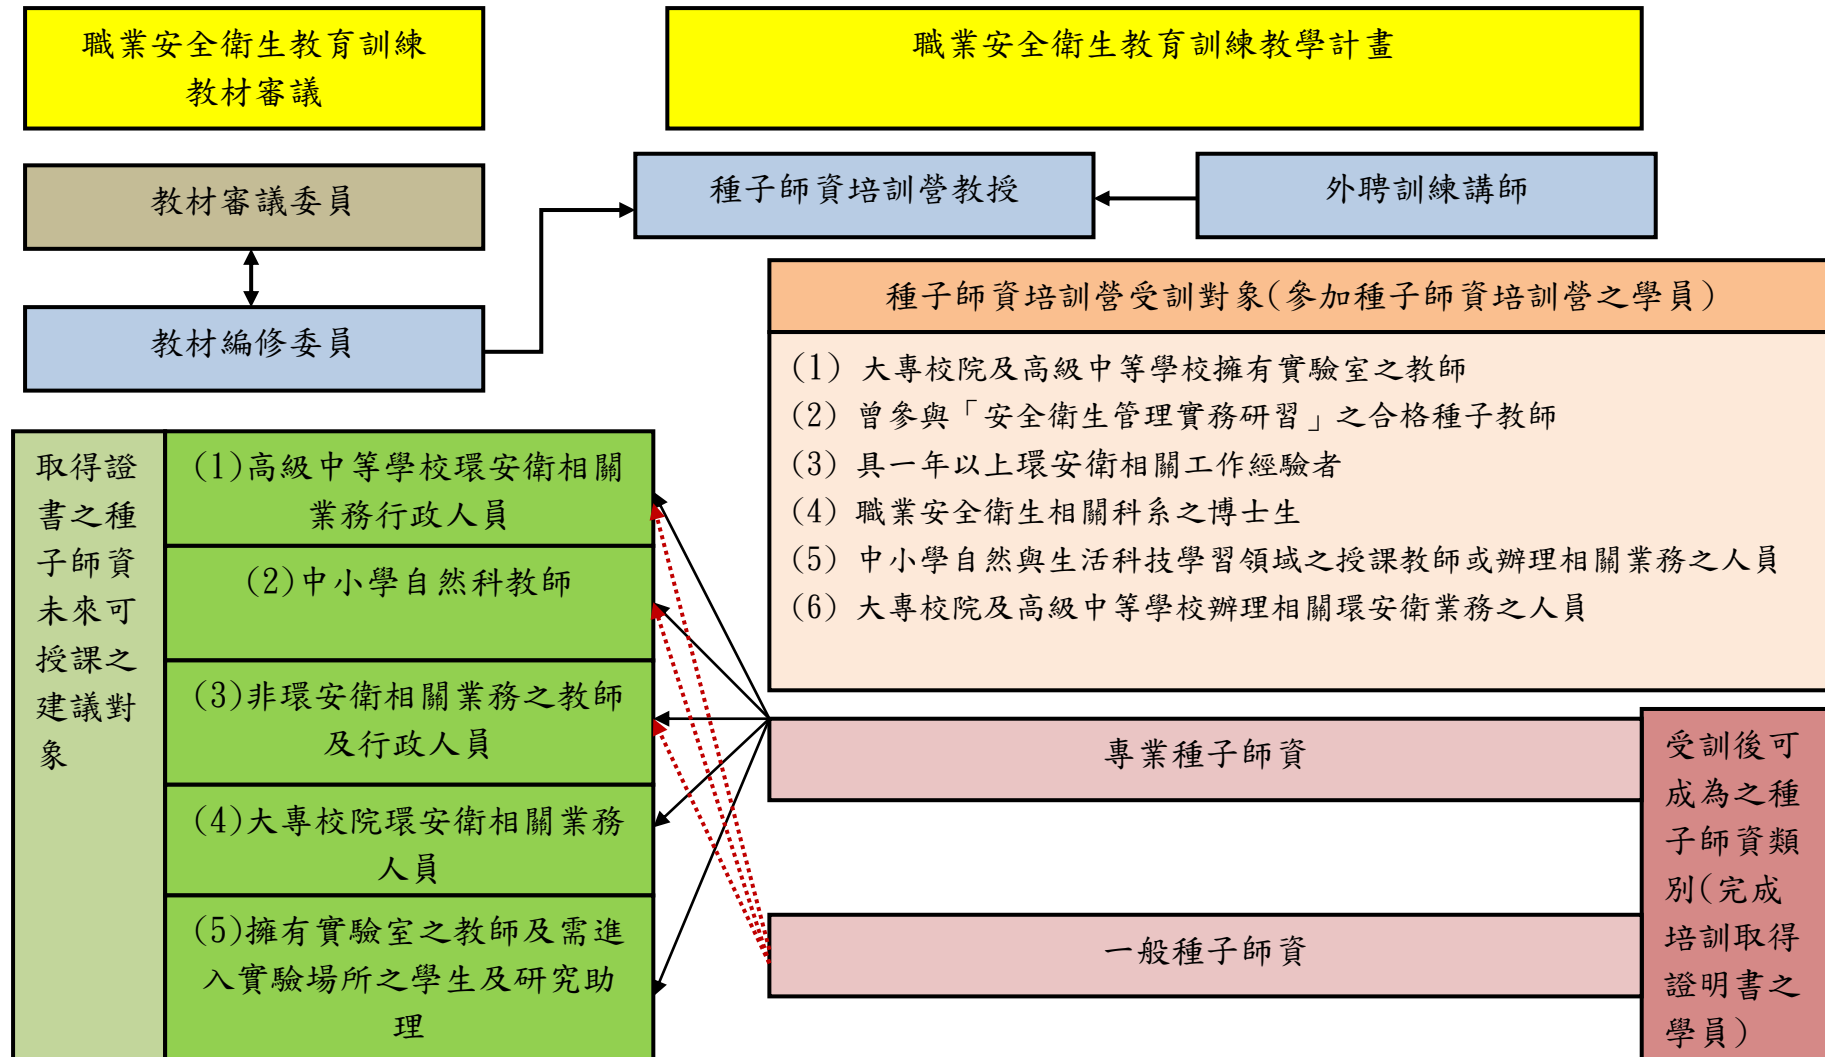 職業安全衛生教育訓練
教材審議
職業安全衛生教育訓練教學計畫
教材審議委員
種子師資培訓營教授
外聘訓練講師
教材編修委員
種子師資培訓營受訓對象(參加種子師資培訓營之學員)
(1) 大專校院及高級中等學校擁有實驗室之教師
(2) 曾參與「安全衛生管理實務研習」之合格種子教師
(3) 具一年以上環安衛相關工作經驗者
(4) 職業安全衛生相關科系之博士生
(5) 中小學自然與生活科技學習領域之授課教師或辦理相關業務之人員
(6) 大專校院及高級中等學校辦理相關環安衛業務之人員
取得證
書之種
子師資
未來可
授課之
建議對
象
(1)高級中等學校環安衛相關
業務行政人員
(2)中小學自然科教師
(3)非環安衛相關業務之教師
及行政人員
(4)大專校院環安衛相關業務
人員
(5)擁有實驗室之教師及需進
入實驗場所之學生及研究助
理
專業種子師資
一般種子師資
受訓後可
成為之種
子師資類
別(完成
培訓取得
證明書之
學員)